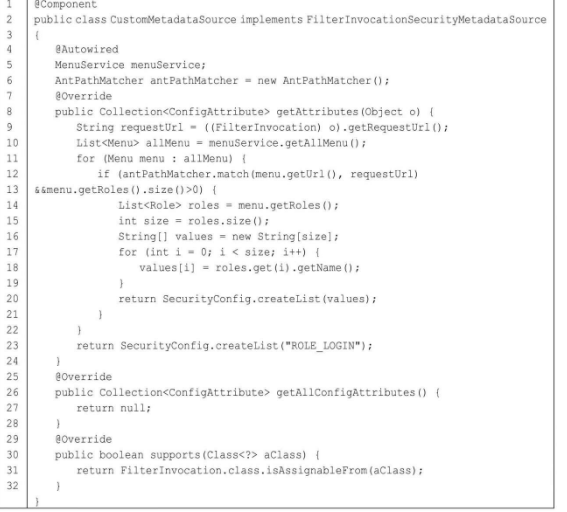 1 @Component
2 public class CustomMetadataSource implements FilterInvocationSecurityMetadataSource
3 {
4 @Autowired
5 MenuService menuService;
6 AntPathMatcher antPathMatcher = new AntPathMatcher();
7 @Override
8 public Collection<ConfigAttribute> getAttributes(Object o) {
9 String requestUrl = ((FilterInvocation) o).getRequestUrl();
10 List<Menu> allMenu = menuService.getAllMenu();
11 for (Menu menu : allMenu) {
12 if (antPathMatcher.match(menu.getUrl(), requestUrl)
13 &&menu.getRoles().size()>0) {
14 List<Role> roles = menu.getRoles();
15 int size = roles.size();
16 String[] values = new String[size];
17 for (int i = 0; i < size; i++) {
18 values[i] = roles.get(i).getName();
19 }
20 return SecurityConfig.createList(values);
21 }
22 }
23 return SecurityConfig.createList("ROLE_LOGIN");
24 }
25 @Override
26 public Collection<ConfigAttribute> getAllConfigAttributes() {
27 return null;
28 }
29 @Override
30 public boolean supports(Class<?> aClass) {
31 return FilterInvocation.class.isAssignableFrom(aClass);
32 }
}